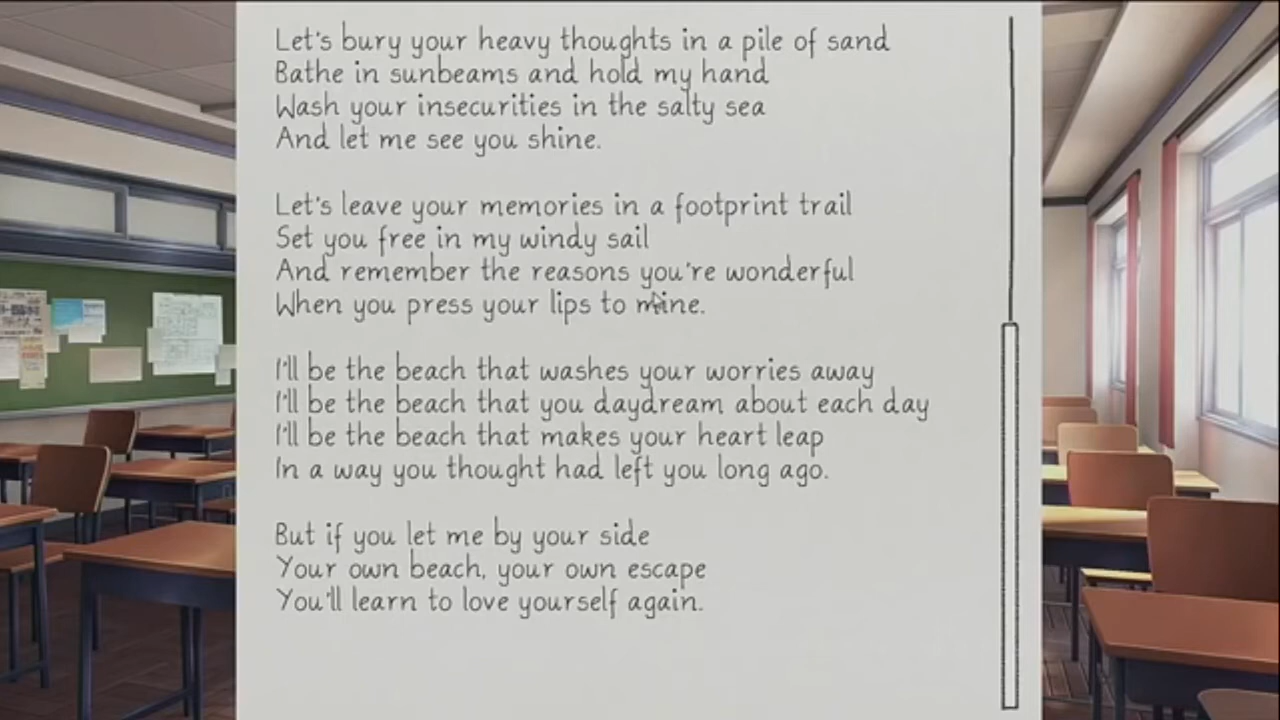 Let's bury your heavy thoughts in a pile of sand
Bathe in sunbeams and hold my hand
Wash your insecurities in the salty sea
And let me see you shine.
Let's leave your memories in a footprint trail
Set you free in my windy sail
And remember the reasons you're wonderful
When you press your lips to mine.
I'll be the beach that washes your worries away
I'll be the beach that you daydream about each day
I'll be the beach that makes your heart leap
In a way you thought had left you long ago.
But if you let me by your side
Your own beach, your own escape
You'll learn to love yourself again.